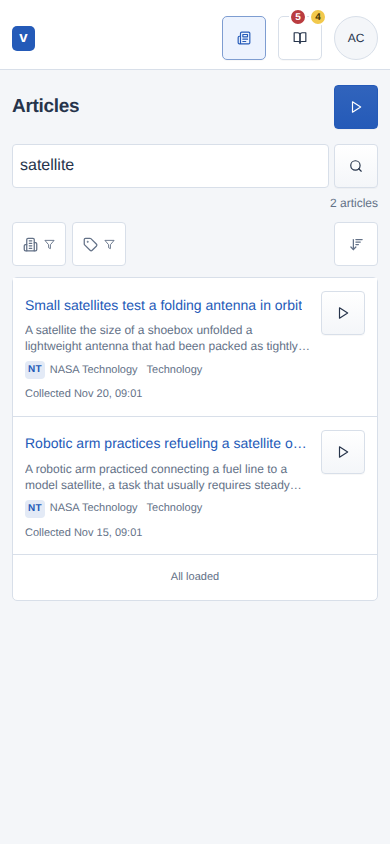 V
5
4
AC
Articles
satellite
2 articles
Small satellites test a folding antenna in orbit
A satellite the size of a shoebox unfolded a
lightweight antenna that had been packed as tightly…
NT NASA Technology Technology
Collected Nov 20, 09:01
Robotic arm practices refueling a satellite o…
A robotic arm practiced connecting a fuel line to a
model satellite, a task that usually requires steady…
NT NASA Technology Technology
Collected Nov 15, 09:01
All loaded